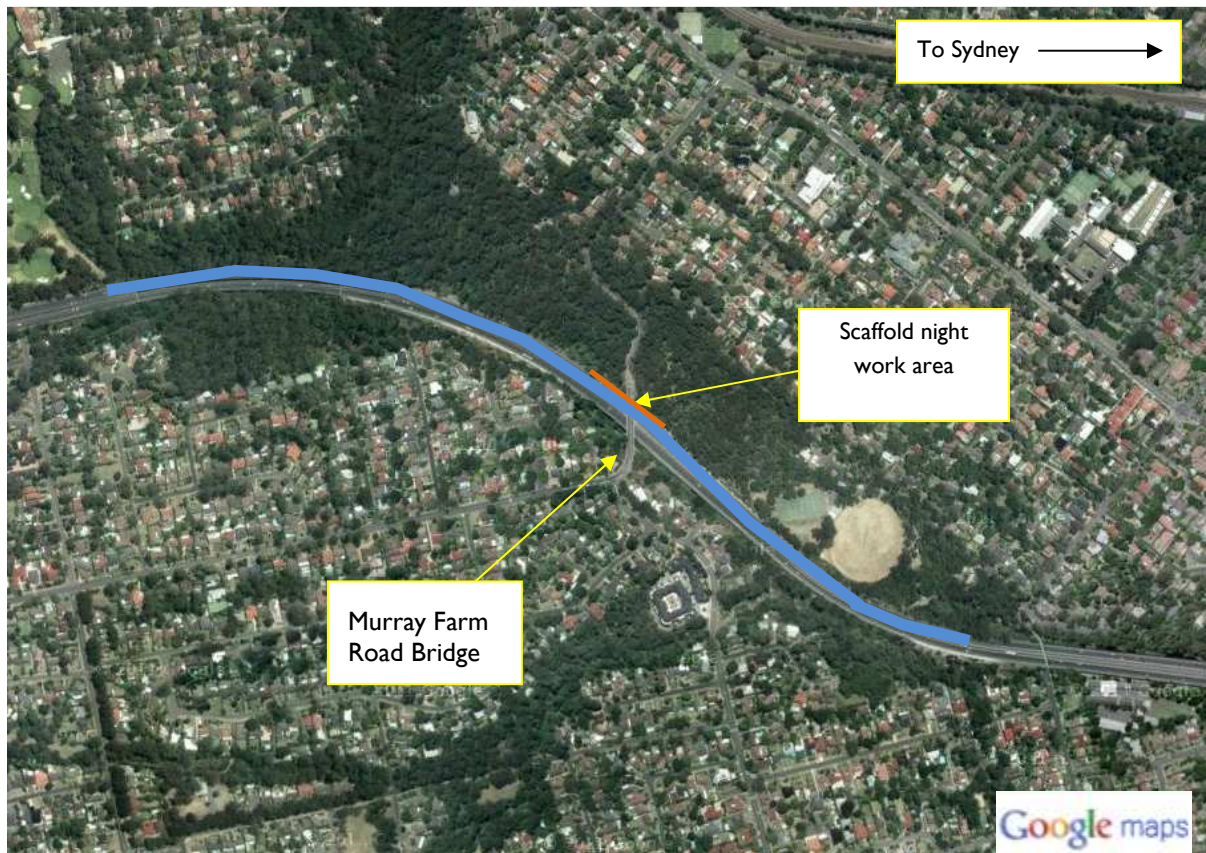 To Sydney
Scaffold night
work area
Murray Farm
Road Bridge
Google maps